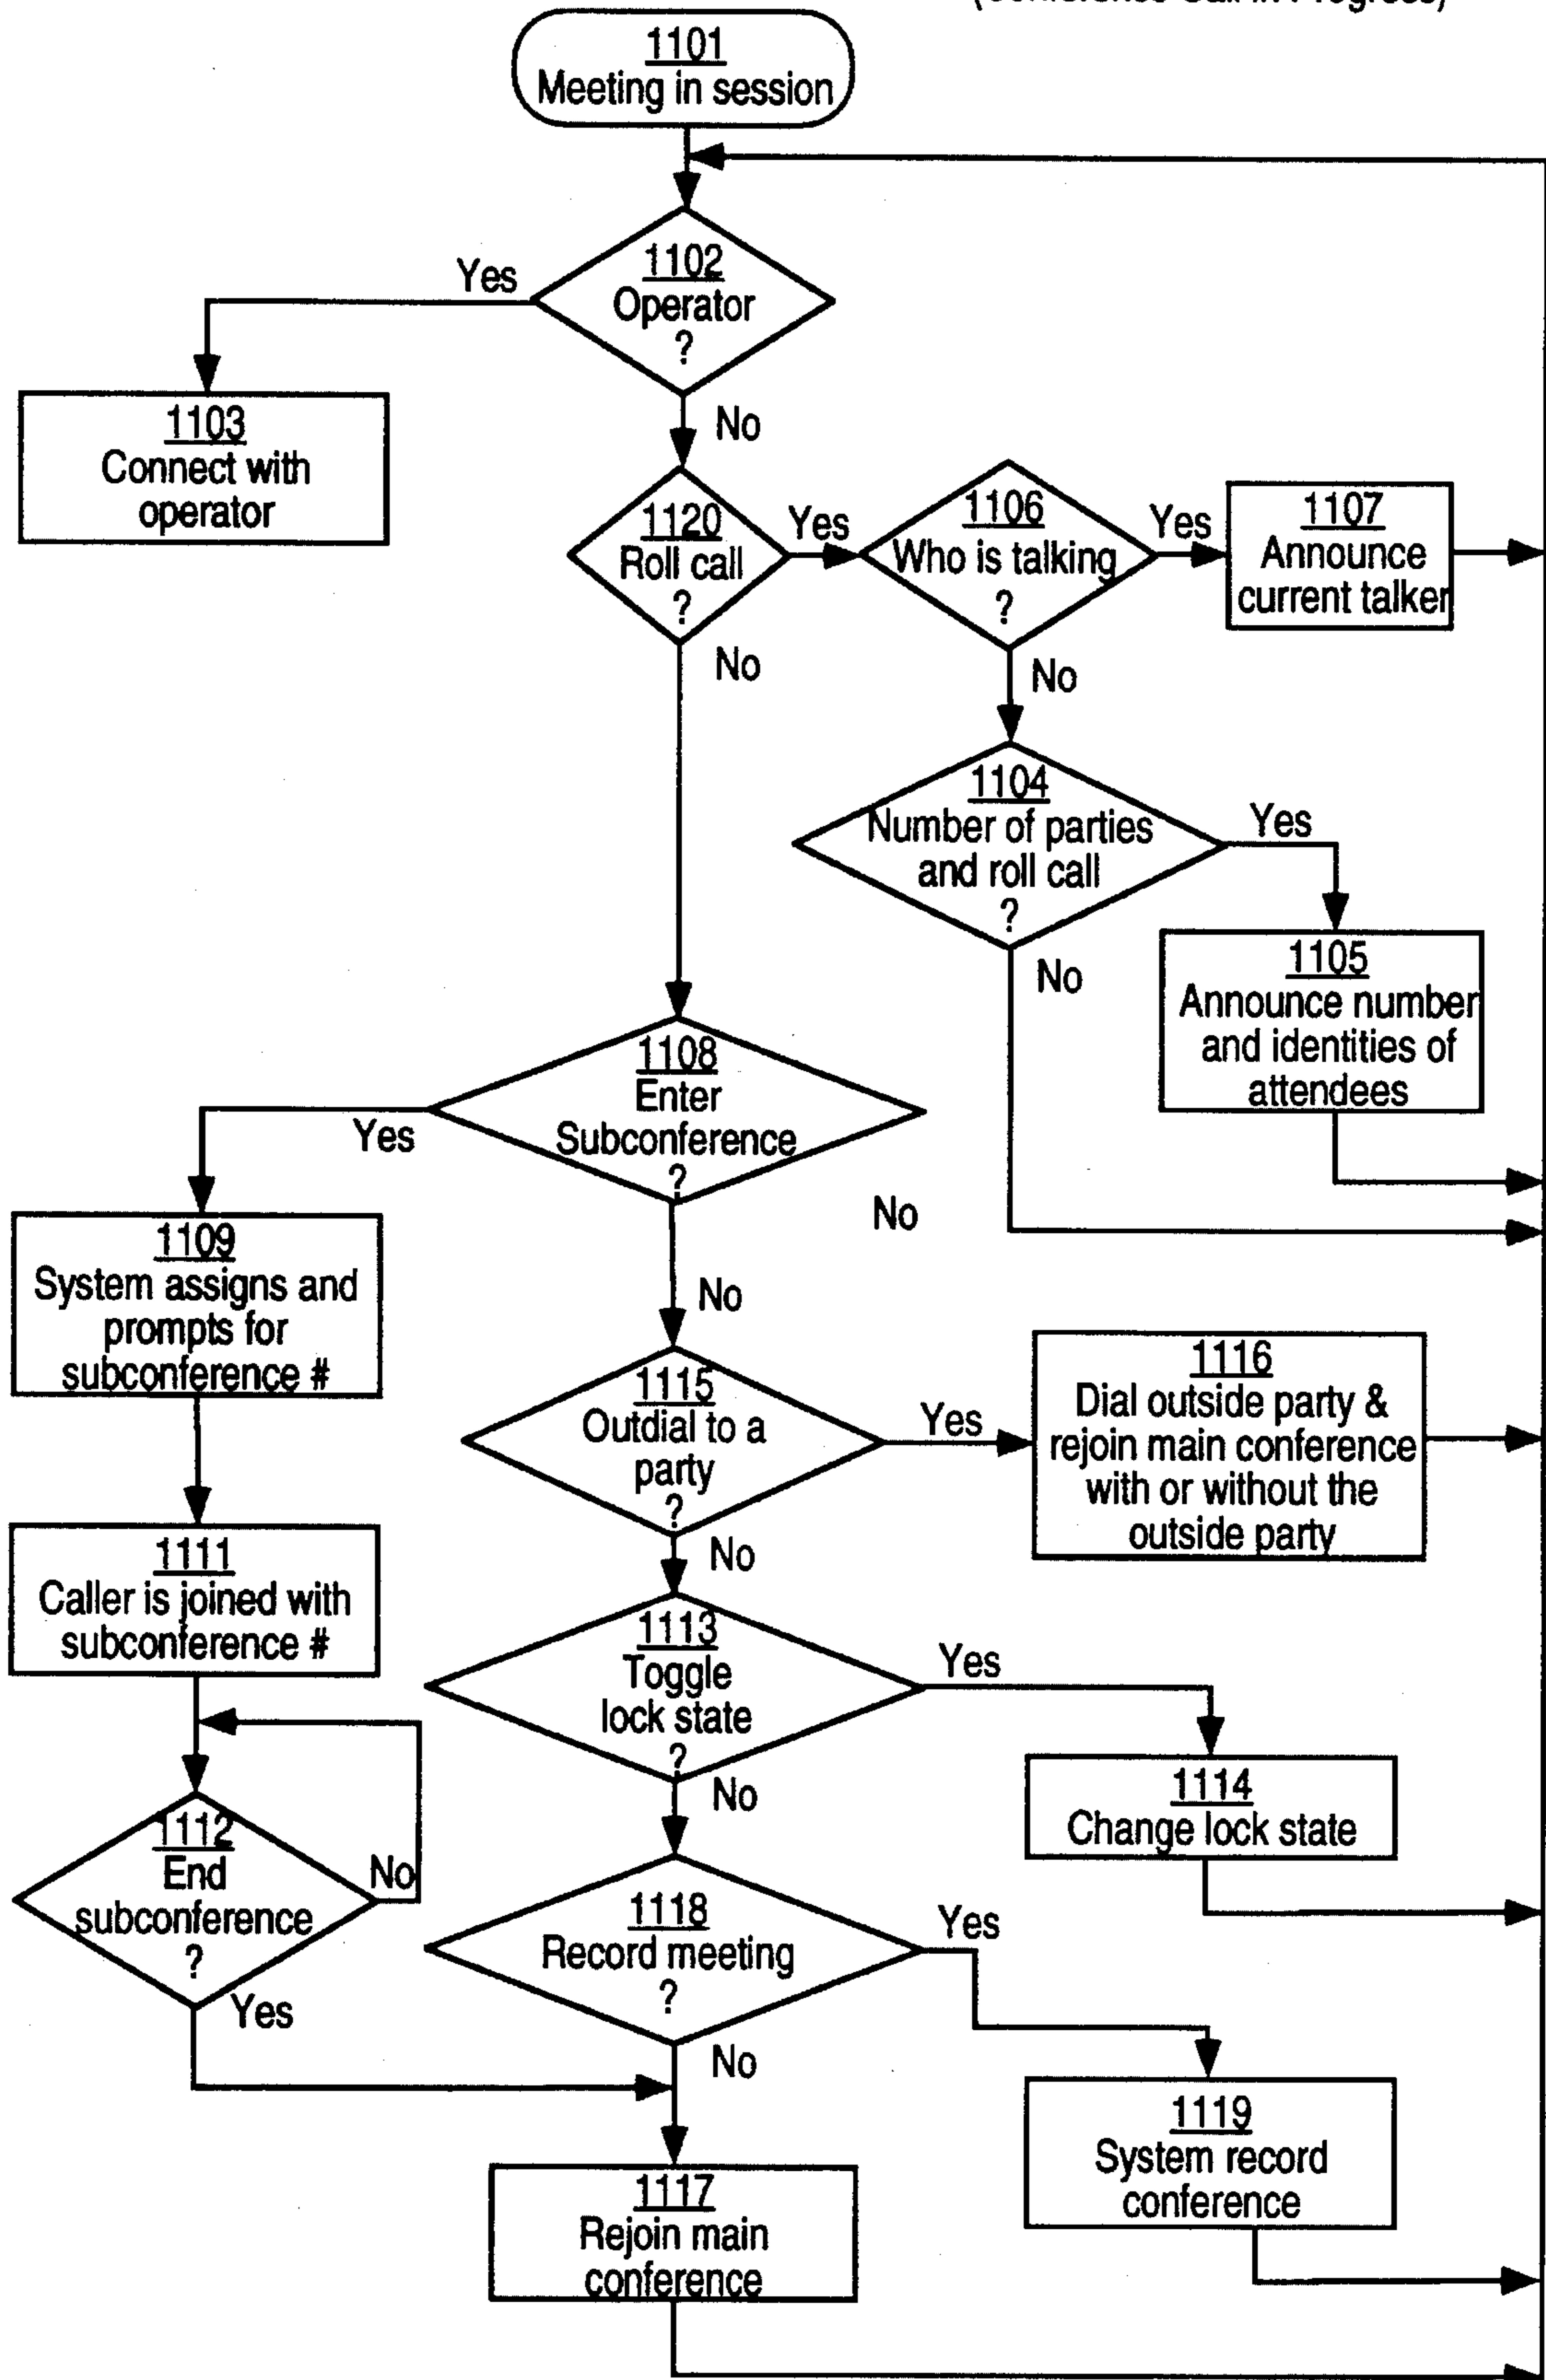 (Conference Call in Progress)
1101
Meeting in session
1102
Operator
?
Yes
No
1103
Connect with
operator
1120
Roll call
?
Yes
No
1106
Who is talking
?
Yes
No
1107
Announce
current talker
1104
Number of parties
and roll call
?
Yes
No
1105
Announce number
and identities of
attendees
1108
Enter
Subconference
?
Yes
No
No
1109
System assigns and
prompts for
subconference #
1115
Outdial to a
party
?
Yes
No
1116
Dial outside party &
rejoin main conference
with or without the
outside party
1111
Caller is joined with
subconference #
1113
Toggle
lock state
?
Yes
No
1114
Change lock state
1112
End
subconference
?
No
Yes
1118
Record meeting
?
Yes
No
1119
System record
conference
1117
Rejoin main
conference